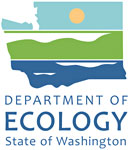 DEPARTMENT OF
ECOLOGY
State of Washington